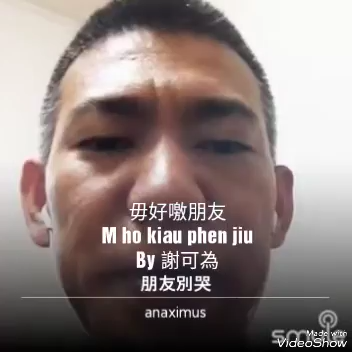 毋好噭朋友
M ho kiau phen jiu
By 謝可為
朋友別哭
anaximus
Made with
VideoShow